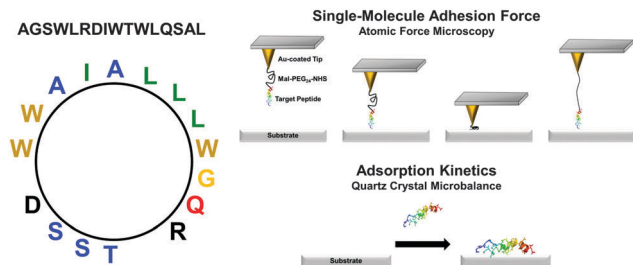 AGSWLRDIWTWLQSAL
A
I
A
L
L
L
W
W
W
G
D
Q
S
R
S
T
Single-Molecule Adhesion Force
Atomic Force Microscopy
Au-coated Tip
Mal-PEG24-NHS
Target Peptide
Substrate
Adsorption Kinetics
Quartz Crystal Microbalance
Substrate